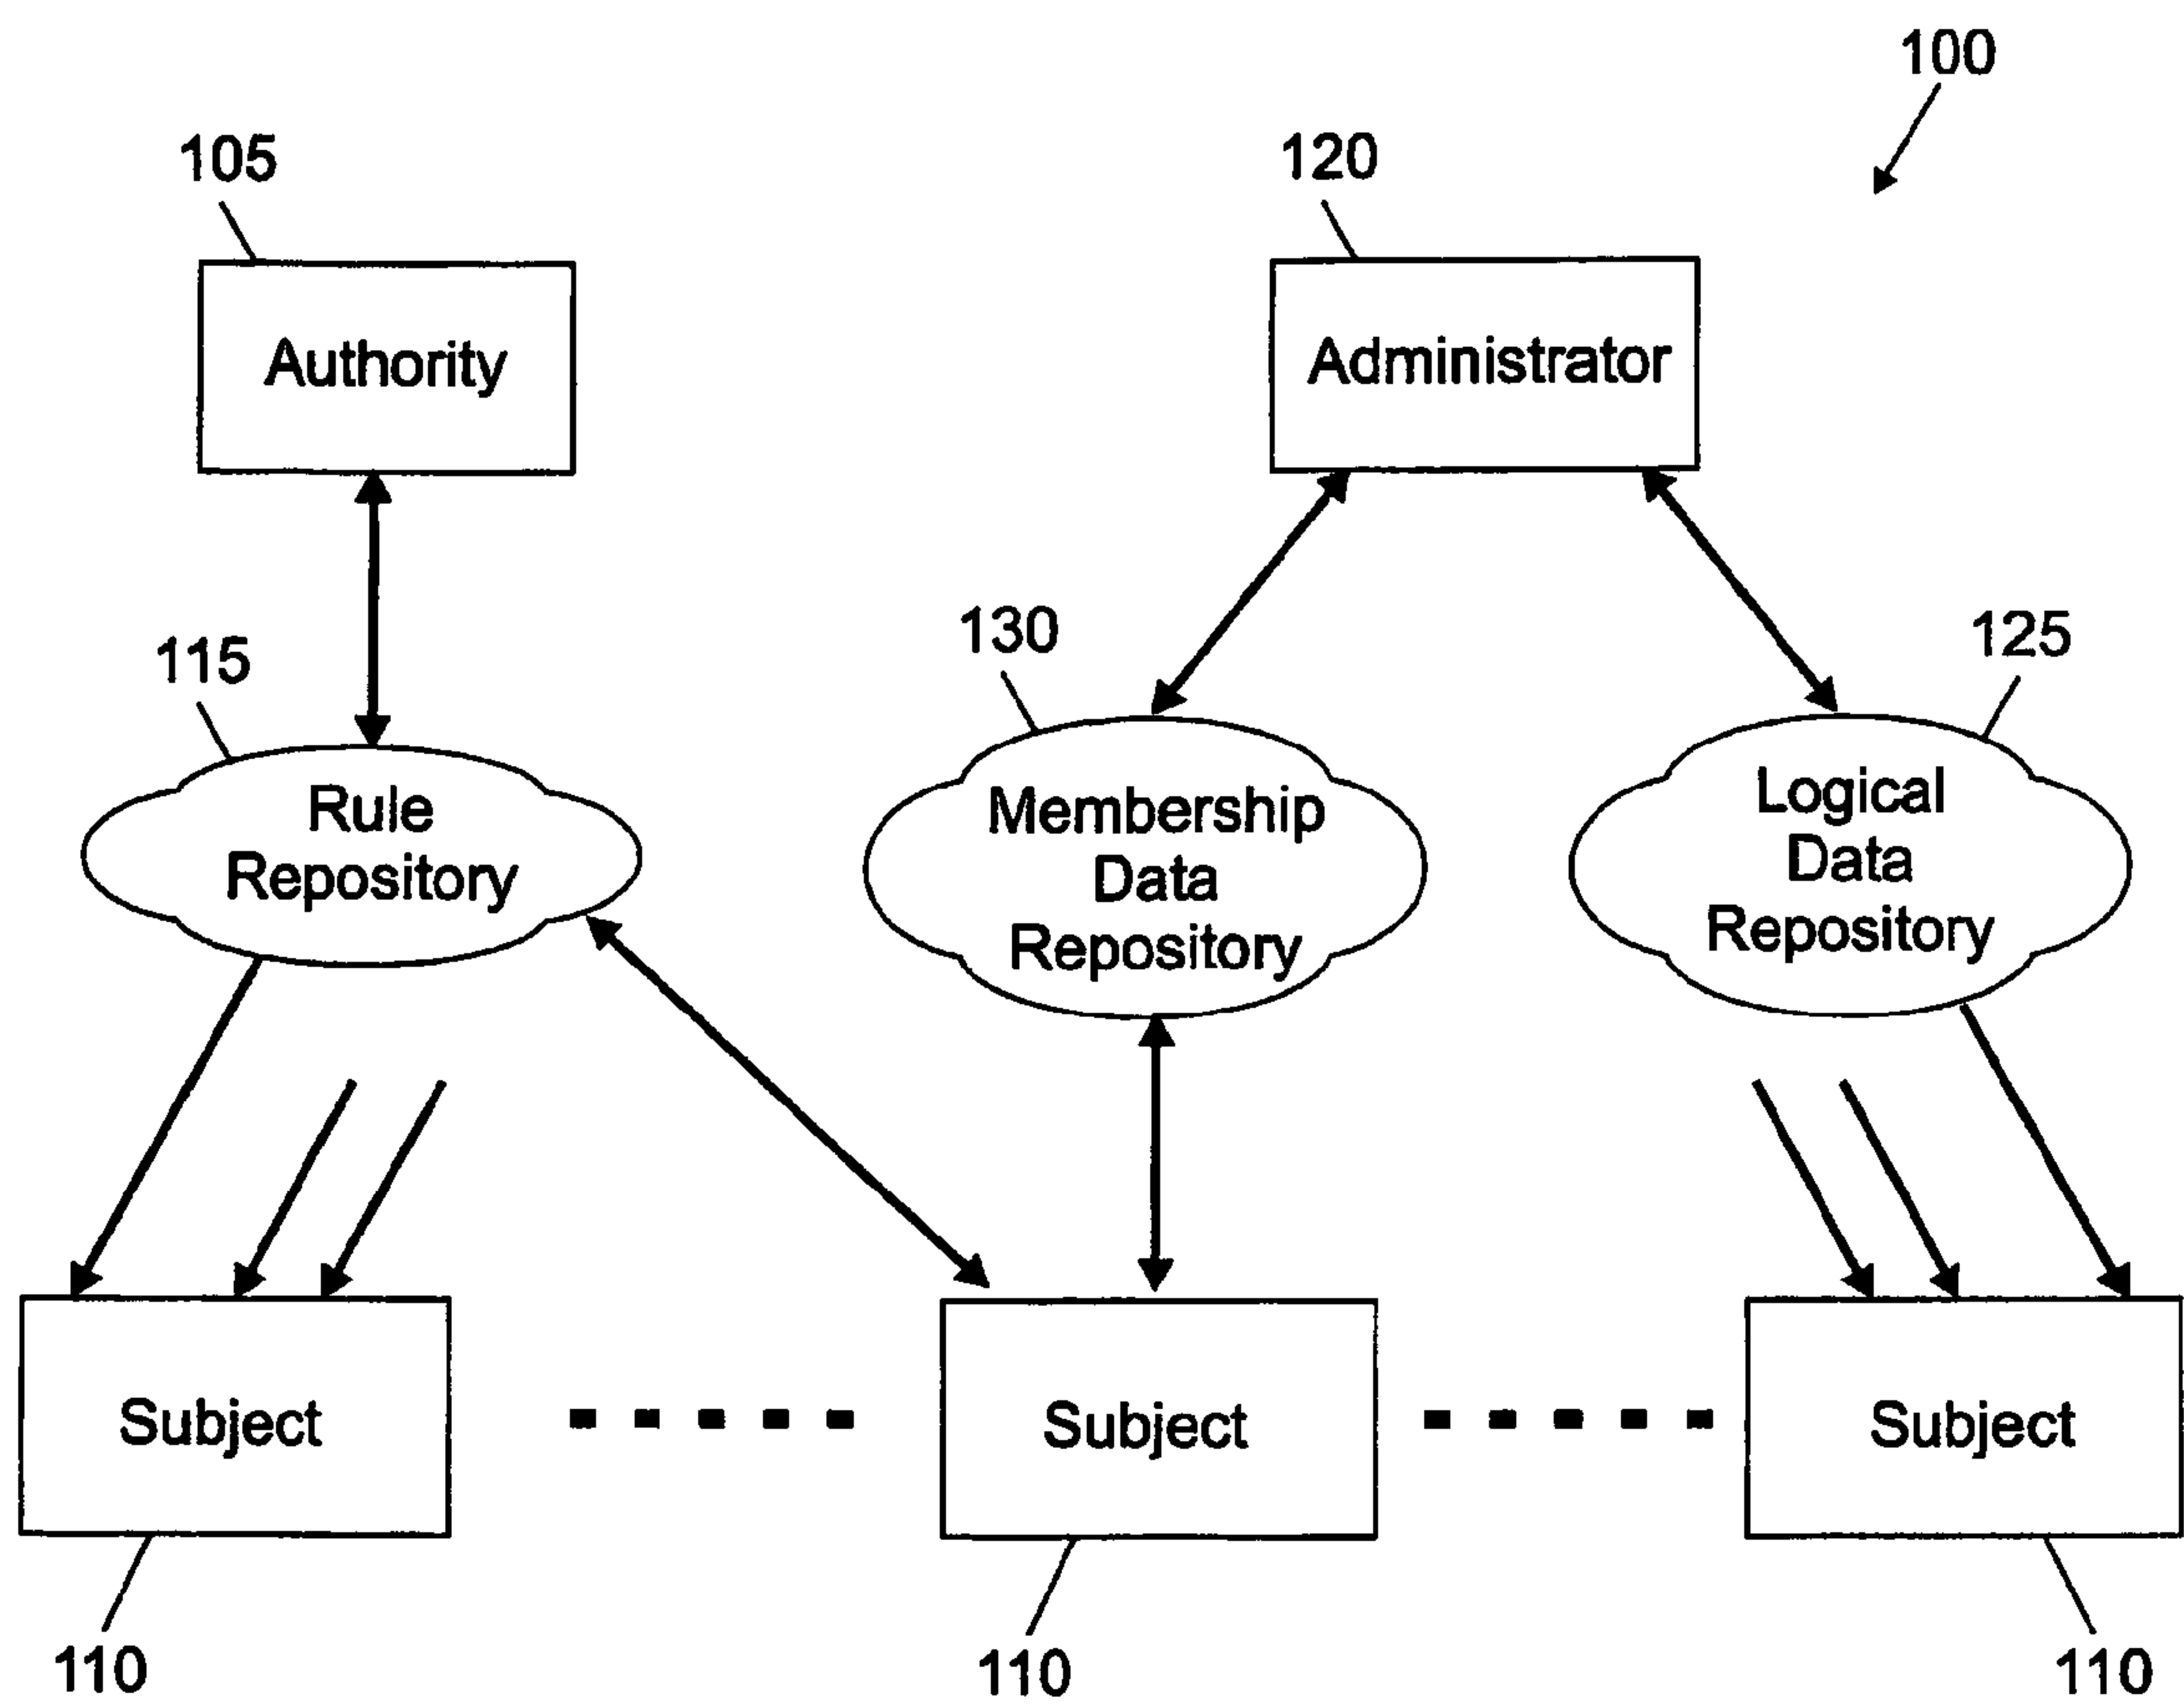 100
105
120
Authority
Administrator
115
130
125
Rule
Repository
Membership
Data
Repository
Logical
Data
Repository
Subject
Subject
Subject
110
110
110